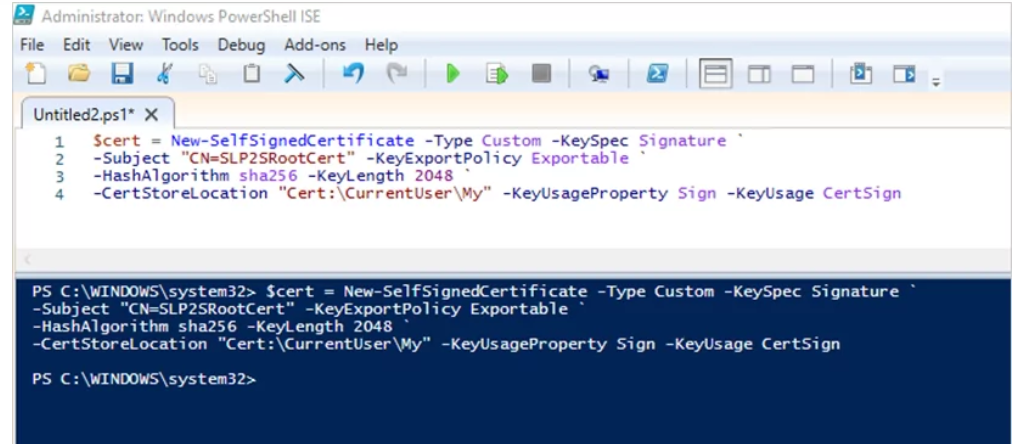 Administrator: Windows PowerShell ISE
File Edit View Tools Debug Add-ons Help
Untitled2.ps1* X
1 $cert = New-SelfSignedCertificate -Type Custom -KeySpec Signature `
2 -Subject "CN=SLP2SRootCert" -KeyExportPolicy Exportable `
3 -HashAlgorithm sha256 -KeyLength 2048 `
4 -CertStoreLocation "Cert:\CurrentUser\My" -KeyUsageProperty Sign -KeyUsage CertSign
PS C:\WINDOWS\system32> $cert = New-SelfSignedCertificate -Type Custom -KeySpec Signature `
-Subject "CN=SLP2SRootCert" -KeyExportPolicy Exportable `
-HashAlgorithm sha256 -KeyLength 2048 `
-CertStoreLocation "Cert:\CurrentUser\My" -KeyUsageProperty Sign -KeyUsage CertSign
PS C:\WINDOWS\system32>